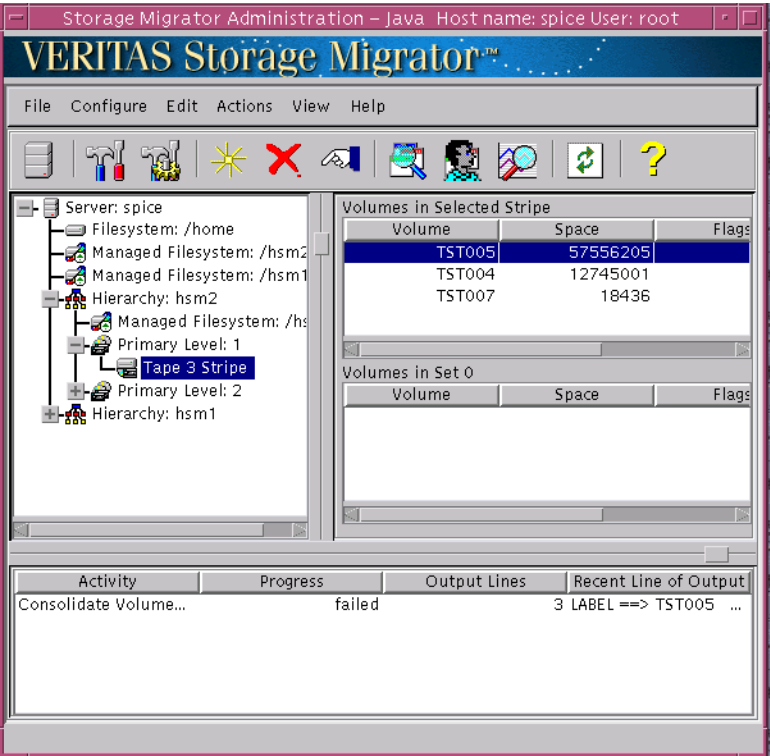 Storage Migrator Administration – Java Host name: spice User: root
VERITAS Storage Migrator™
File Configure Edit Actions View Help
Server: spice
Filesystem: /home
Managed Filesystem: /hsm2
Managed Filesystem: /hsm1
Hierarchy: hsm2
Managed Filesystem: /hs
Primary Level: 1
Tape 3 Stripe
Primary Level: 2
Hierarchy: hsm1
Volumes in Selected Stripe
Volume Space Flags
TST005 57556205
TST004 12745001
TST007 18436
Volumes in Set 0
Volume Space Flags
Activity Progress Output Lines Recent Line of Output
Consolidate Volume... failed 3 LABEL ==> TST005 ...